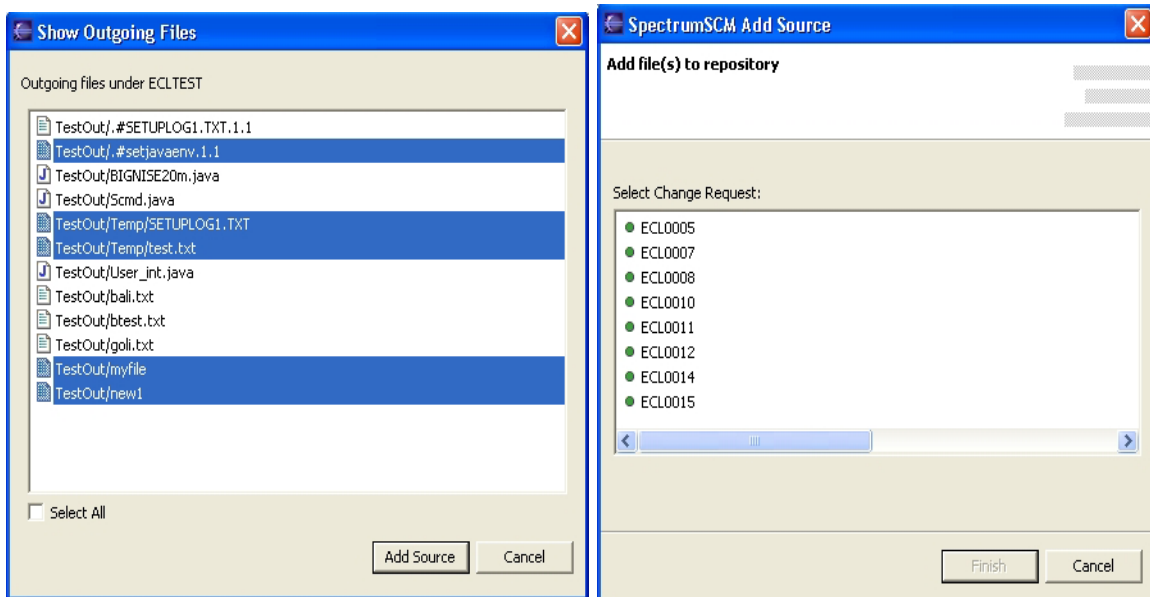 Show Outgoing Files
Outgoing files under ECLTEST
TestOut/.#SETUPLOG1.TXT.1.1
TestOut/.#setjavaenv.1.1
TestOut/BIGNISE20m.java
TestOut/Scmd.java
TestOut/Temp/SETUPLOG1.TXT
TestOut/Temp/test.txt
TestOut/User_int.java
TestOut/bali.txt
TestOut/btest.txt
TestOut/goli.txt
TestOut/myfile
TestOut/new1
Select All
Add Source
Cancel
SpectrumSCM Add Source
Add file(s) to repository
Select Change Request:
ECL0005
ECL0007
ECL0008
ECL0010
ECL0011
ECL0012
ECL0014
ECL0015
Finish
Cancel